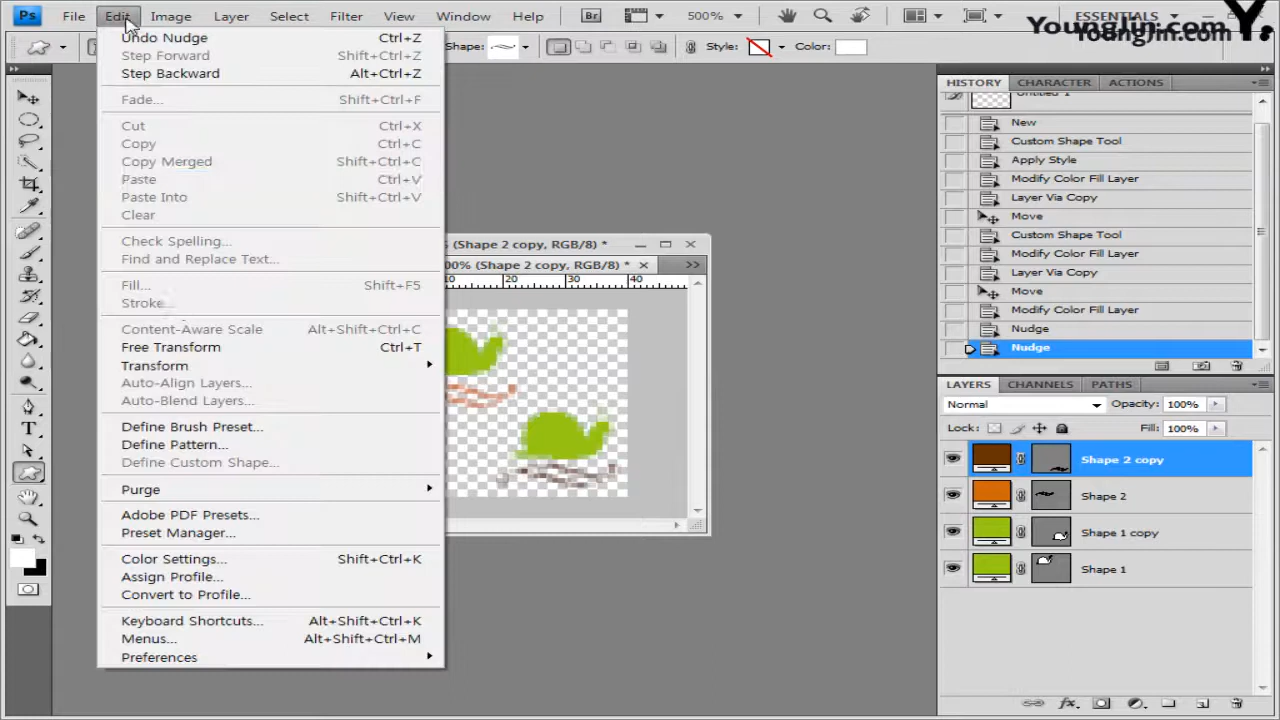 Ps File Edit Image Layer Select Filter View Window Help Br 500% ESSENTIALS
Youngjin.com Y.
Youngjin.com
Shape: Style: Color:
Undo Nudge Ctrl+Z
Step Forward Shift+Ctrl+Z
Step Backward Alt+Ctrl+Z
Fade... Shift+Ctrl+F
Cut Ctrl+X
Copy Ctrl+C
Copy Merged Shift+Ctrl+C
Paste Ctrl+V
Paste Into Shift+Ctrl+V
Clear
Check Spelling...
Find and Replace Text...
Fill... Shift+F5
Stroke...
Content-Aware Scale Alt+Shift+Ctrl+C
Free Transform Ctrl+T
Transform
Auto-Align Layers...
Auto-Blend Layers...
Define Brush Preset...
Define Pattern...
Define Custom Shape...
Purge
Adobe PDF Presets...
Preset Manager...
Color Settings... Shift+Ctrl+K
Assign Profile...
Convert to Profile...
Keyboard Shortcuts... Alt+Shift+Ctrl+K
Menus... Alt+Shift+Ctrl+M
Preferences
(Shape 2 copy, RGB/8) *
00% (Shape 2 copy, RGB/8) *
10 20 30 40
HISTORY CHARACTER ACTIONS
New
Custom Shape Tool
Apply Style
Modify Color Fill Layer
Layer Via Copy
Move
Custom Shape Tool
Modify Color Fill Layer
Layer Via Copy
Move
Modify Color Fill Layer
Nudge
Nudge
LAYERS CHANNELS PATHS
Normal Opacity: 100%
Lock: Fill: 100%
Shape 2 copy
Shape 2
Shape 1 copy
Shape 1